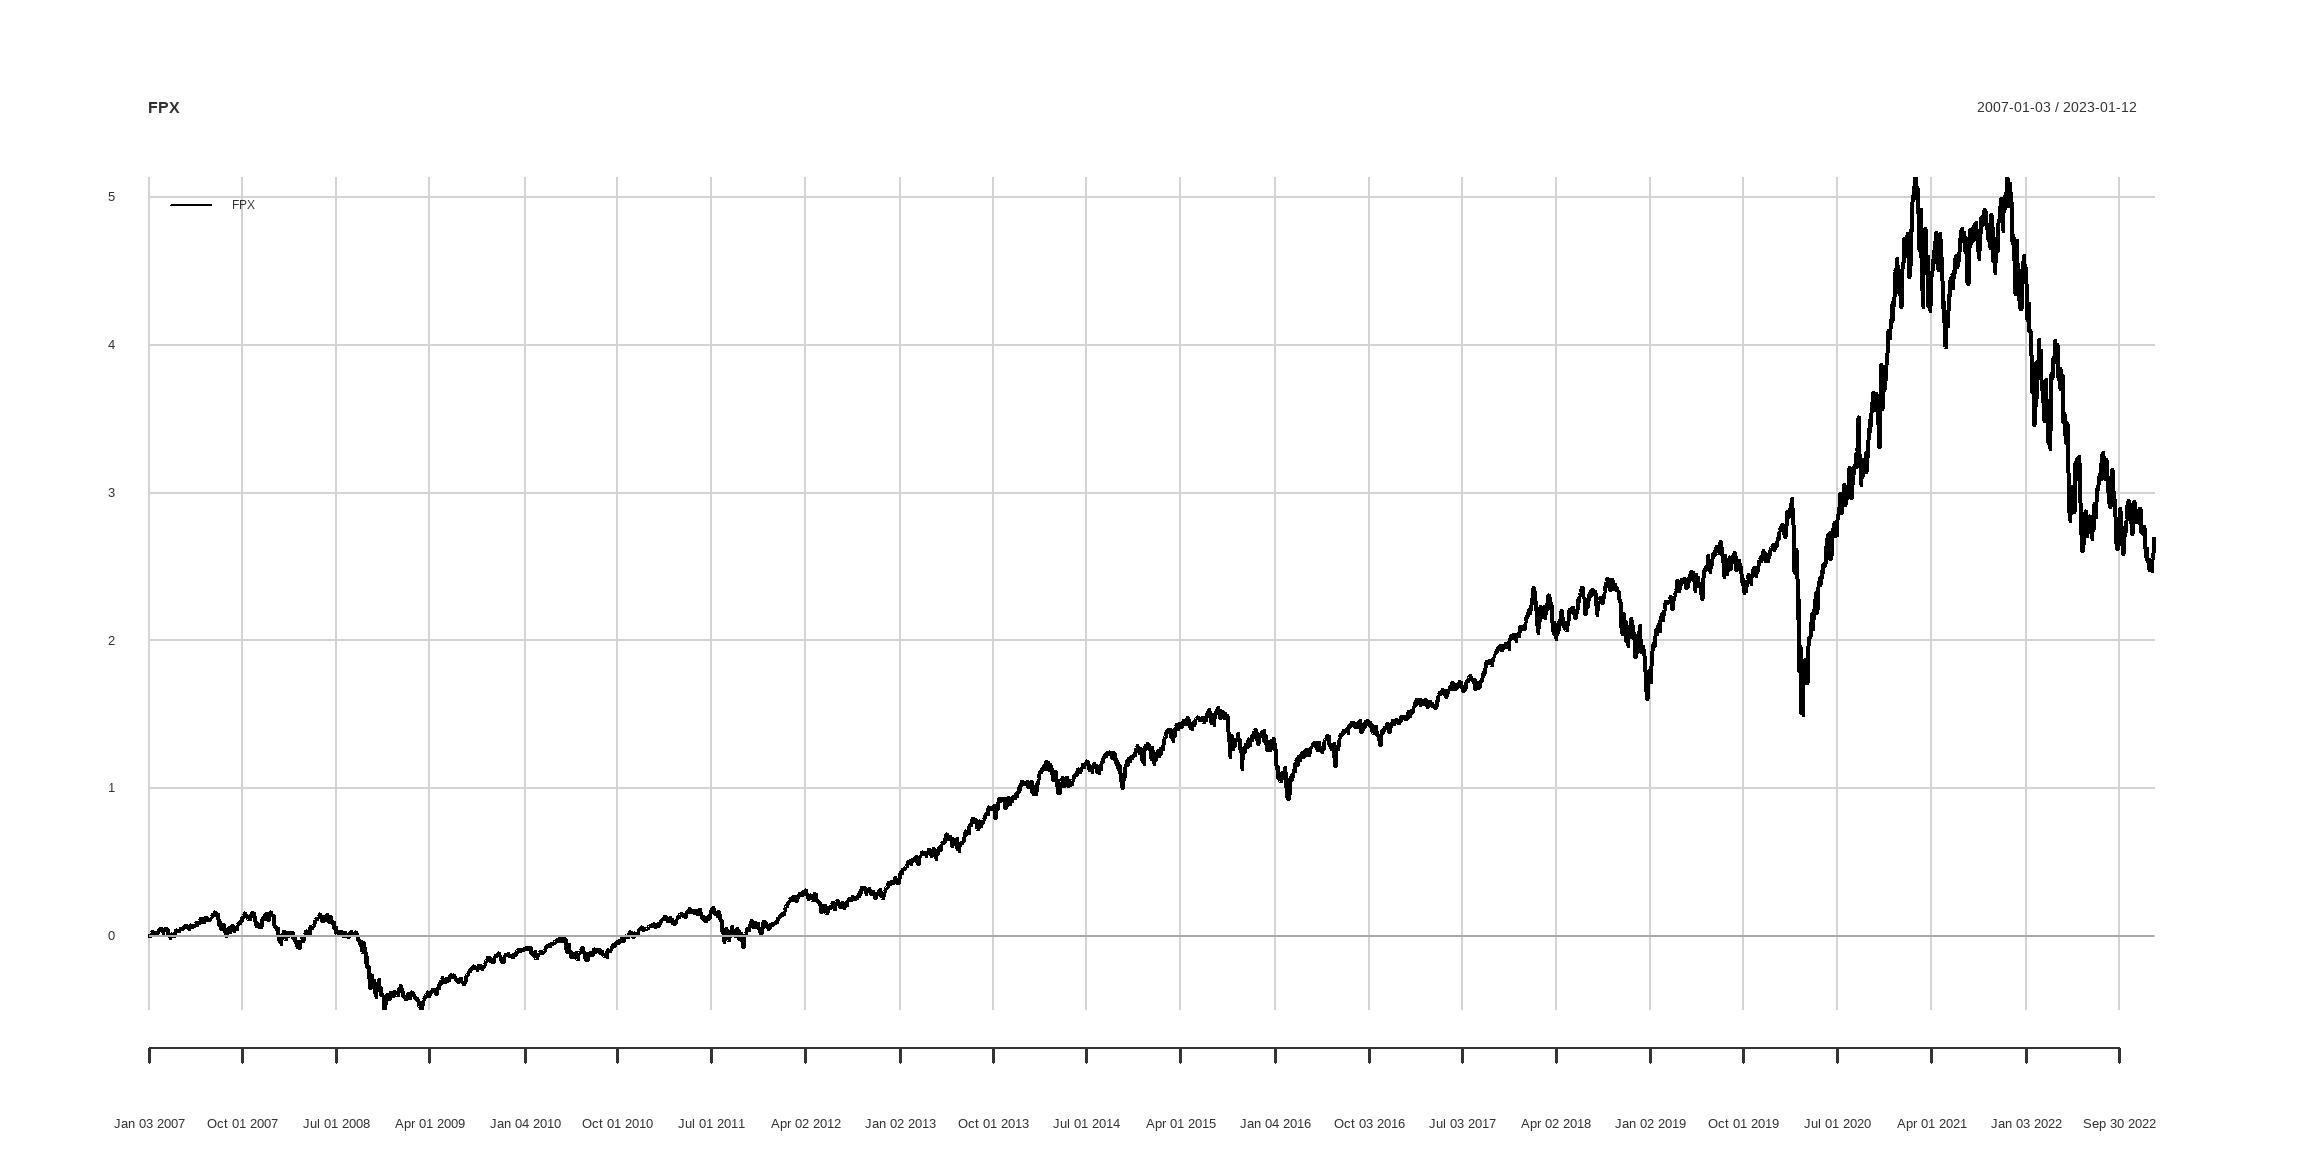 FPX
2007-01-03 / 2023-01-12
5
FPX
4
3
2
1
0
Jan 03 2007
Oct 01 2007
Jul 01 2008
Apr 01 2009
Jan 04 2010
Oct 01 2010
Jul 01 2011
Apr 02 2012
Jan 02 2013
Oct 01 2013
Jul 01 2014
Apr 01 2015
Jan 04 2016
Oct 03 2016
Jul 03 2017
Apr 02 2018
Jan 02 2019
Oct 01 2019
Jul 01 2020
Apr 01 2021
Jan 03 2022
Sep 30 2022